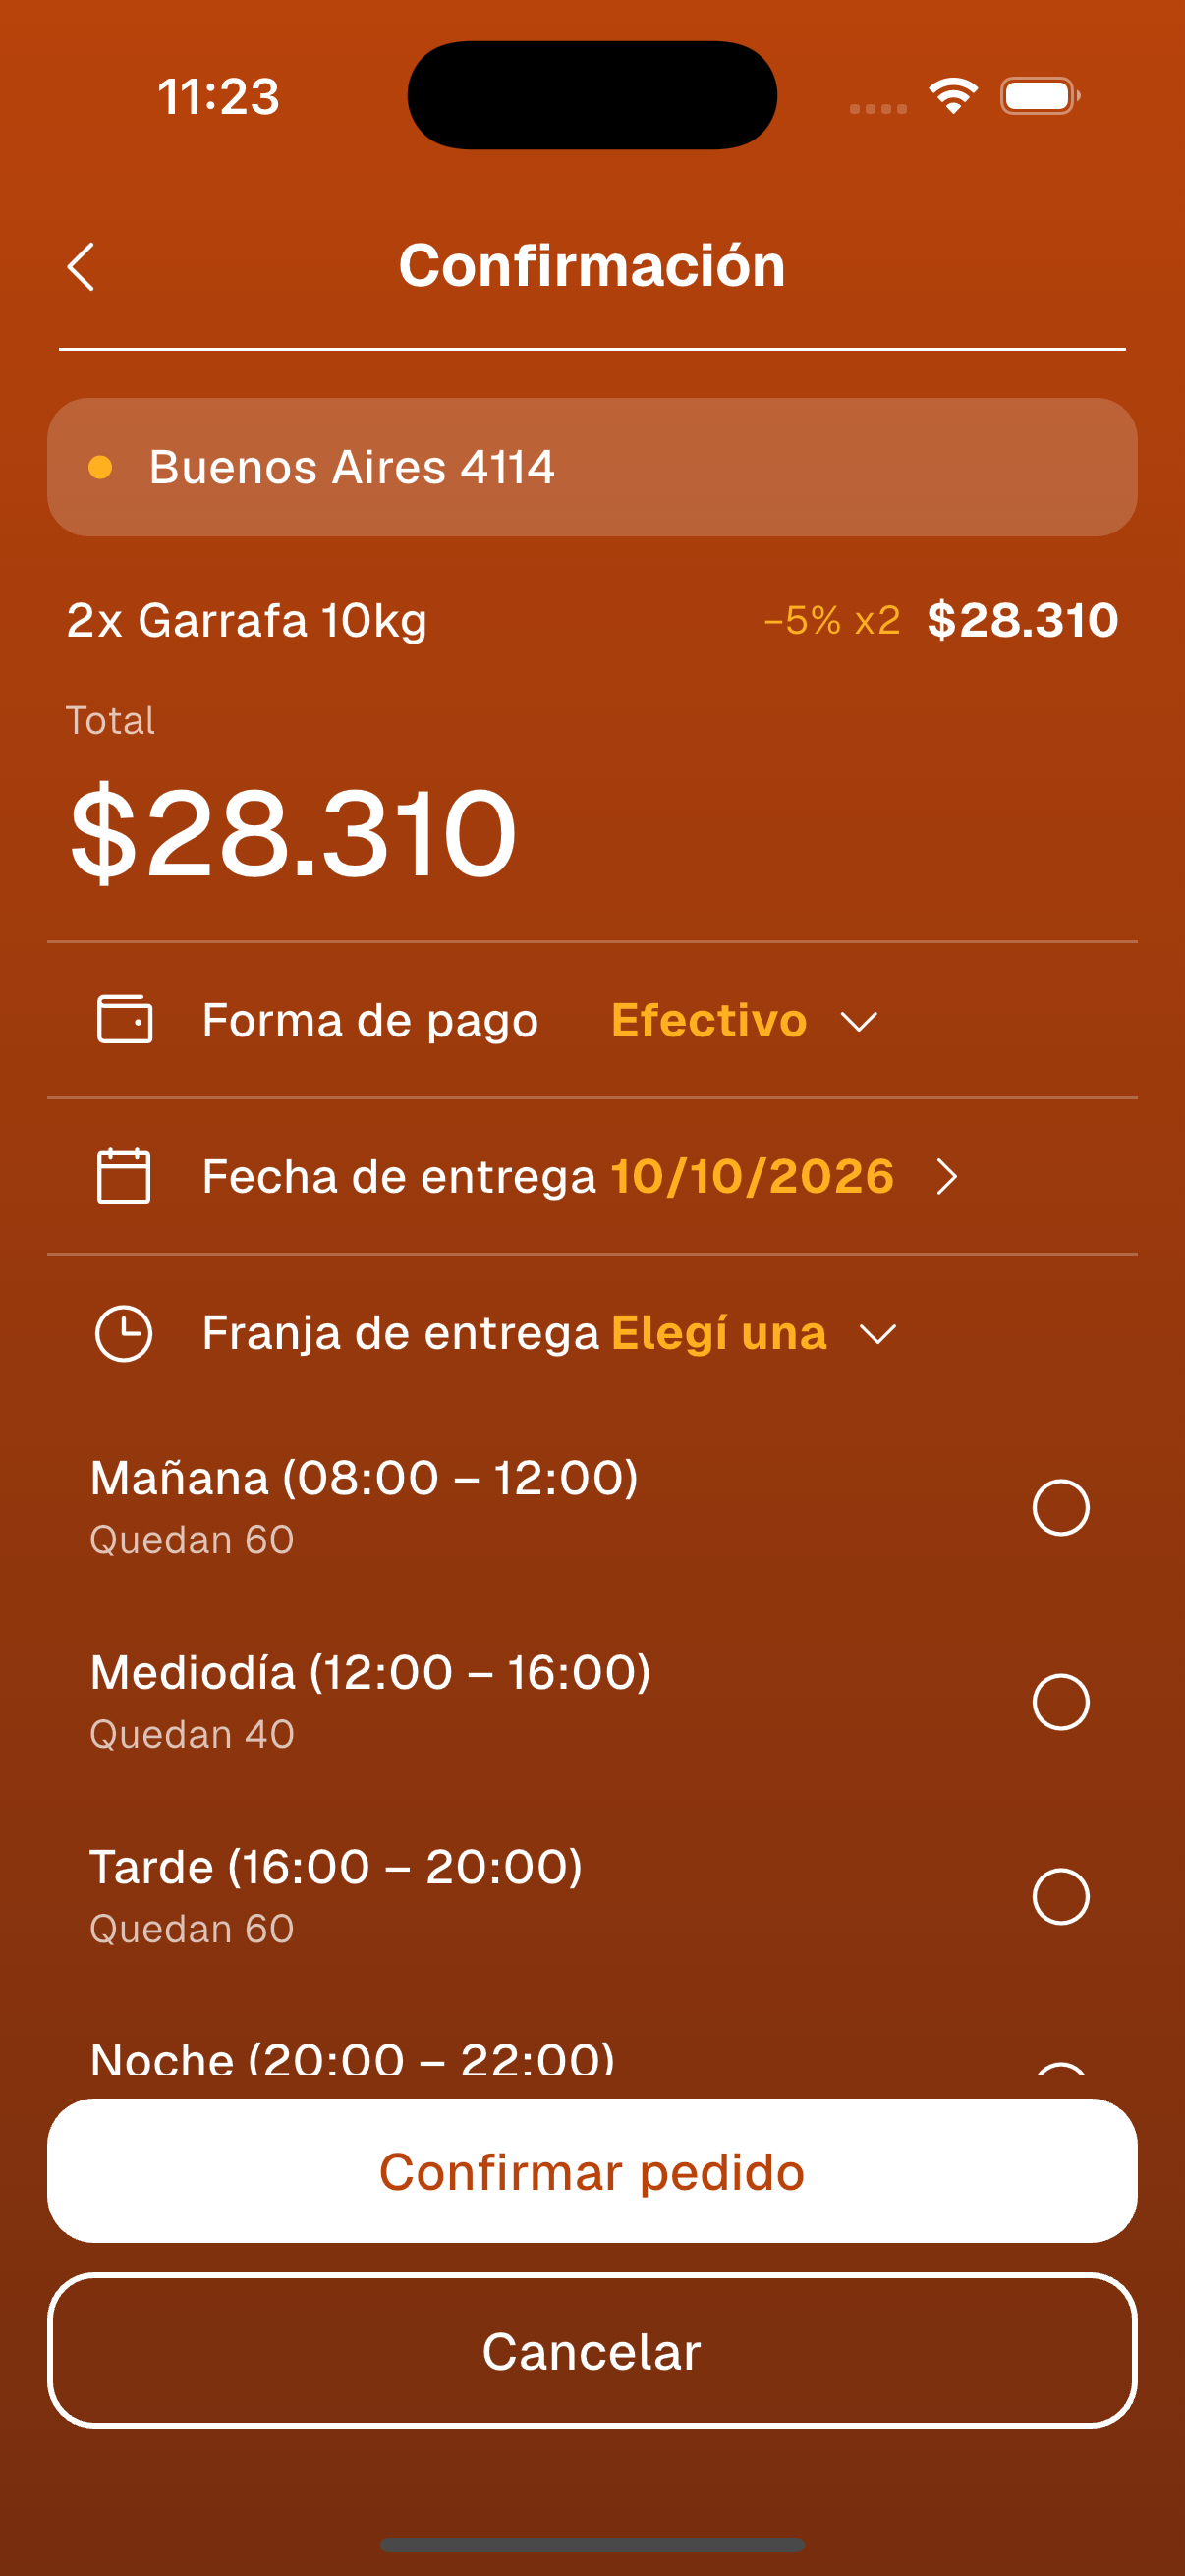 11:23
Confirmación
Buenos Aires 4114
2x Garrafa 10kg –5% x2 $28.310
Total
$28.310
Forma de pago Efectivo
Fecha de entrega 10/10/2026
Franja de entrega Elegí una
Mañana (08:00 – 12:00)
Quedan 60
Mediodía (12:00 – 16:00)
Quedan 40
Tarde (16:00 – 20:00)
Quedan 60
Noche (20:00 – 22:00)
Confirmar pedido
Cancelar